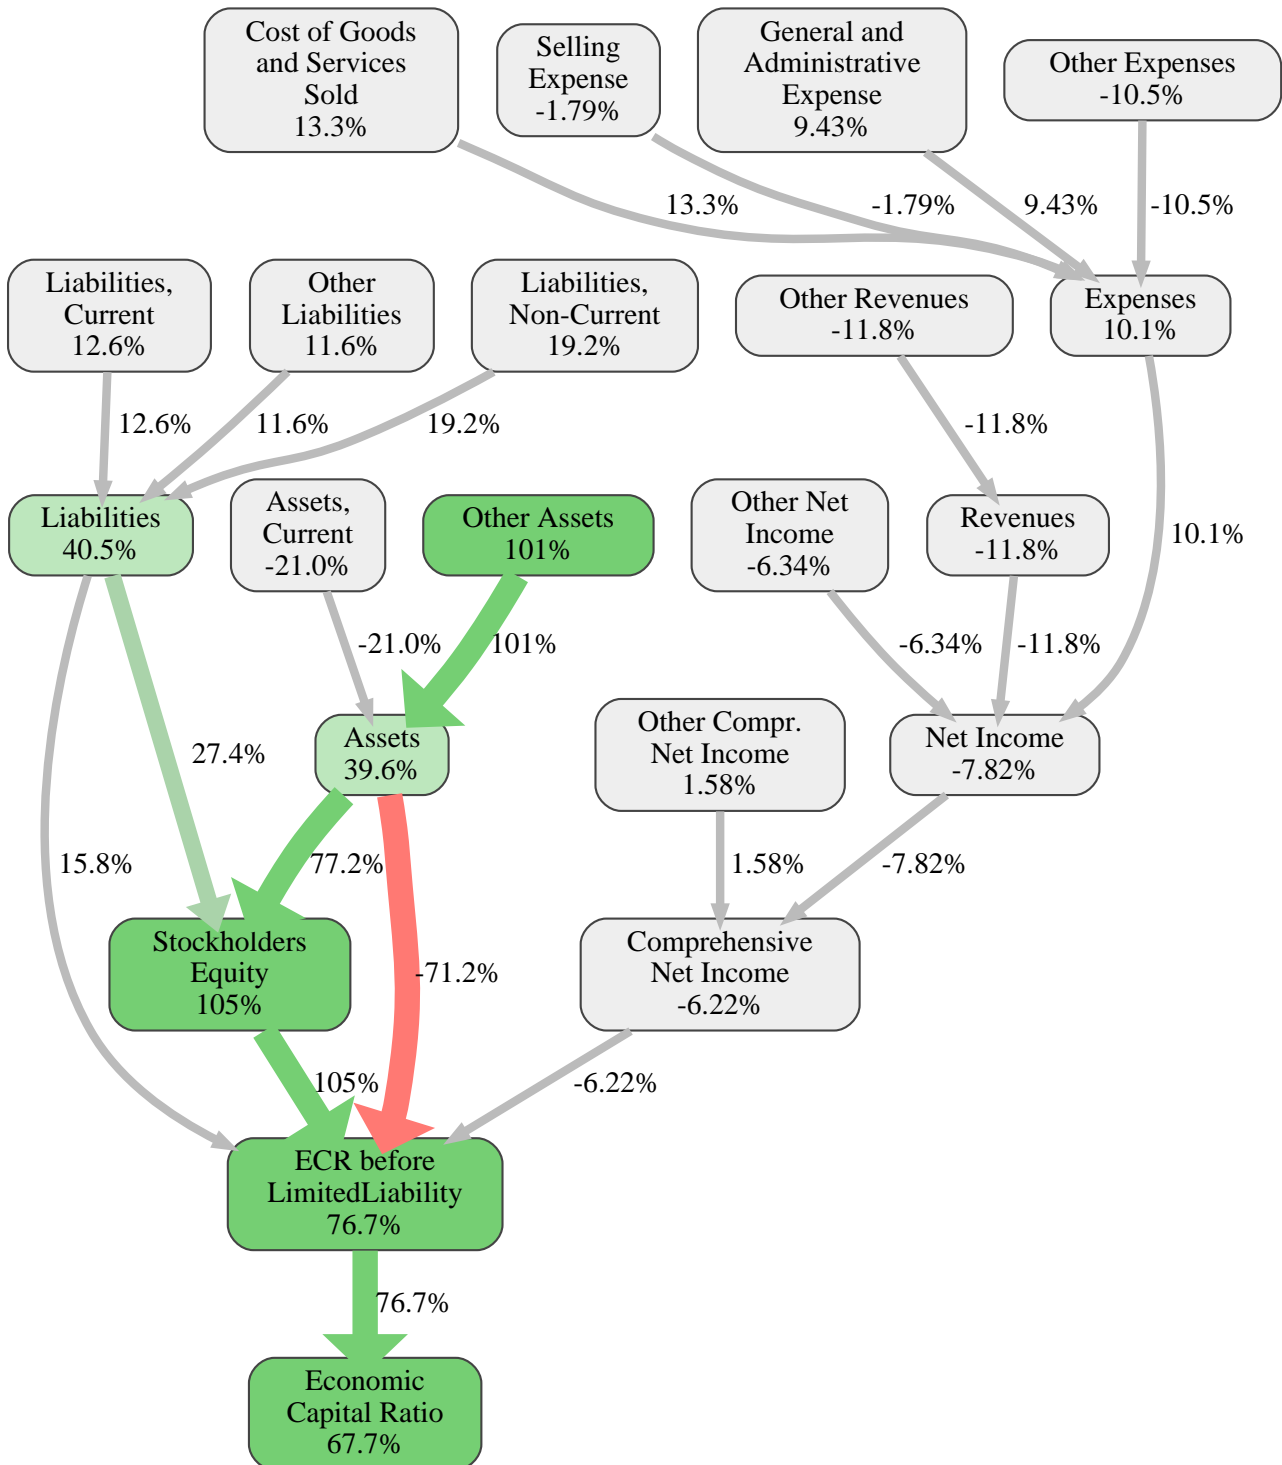 Cost of Goods
and Services
Sold
13.3%
Selling
Expense
-1.79%
General and
Administrative
Expense
9.43%
Other Expenses
-10.5%
13.3%
-1.79%
9.43%
-10.5%
Liabilities,
Current
12.6%
Other
Liabilities
11.6%
Liabilities,
Non-Current
19.2%
Other Revenues
-11.8%
Expenses
10.1%
12.6%
11.6%
19.2%
-11.8%
10.1%
Liabilities
40.5%
Assets,
Current
-21.0%
Other Assets
101%
Other Net
Income
-6.34%
Revenues
-11.8%
-21.0%
101%
-6.34%
-11.8%
27.4%
Assets
39.6%
Other Compr.
Net Income
1.58%
Net Income
-7.82%
15.8%
77.2%
-71.2%
1.58%
-7.82%
Stockholders
Equity
105%
Comprehensive
Net Income
-6.22%
105%
-6.22%
ECR before
LimitedLiability
76.7%
76.7%
Economic
Capital Ratio
67.7%